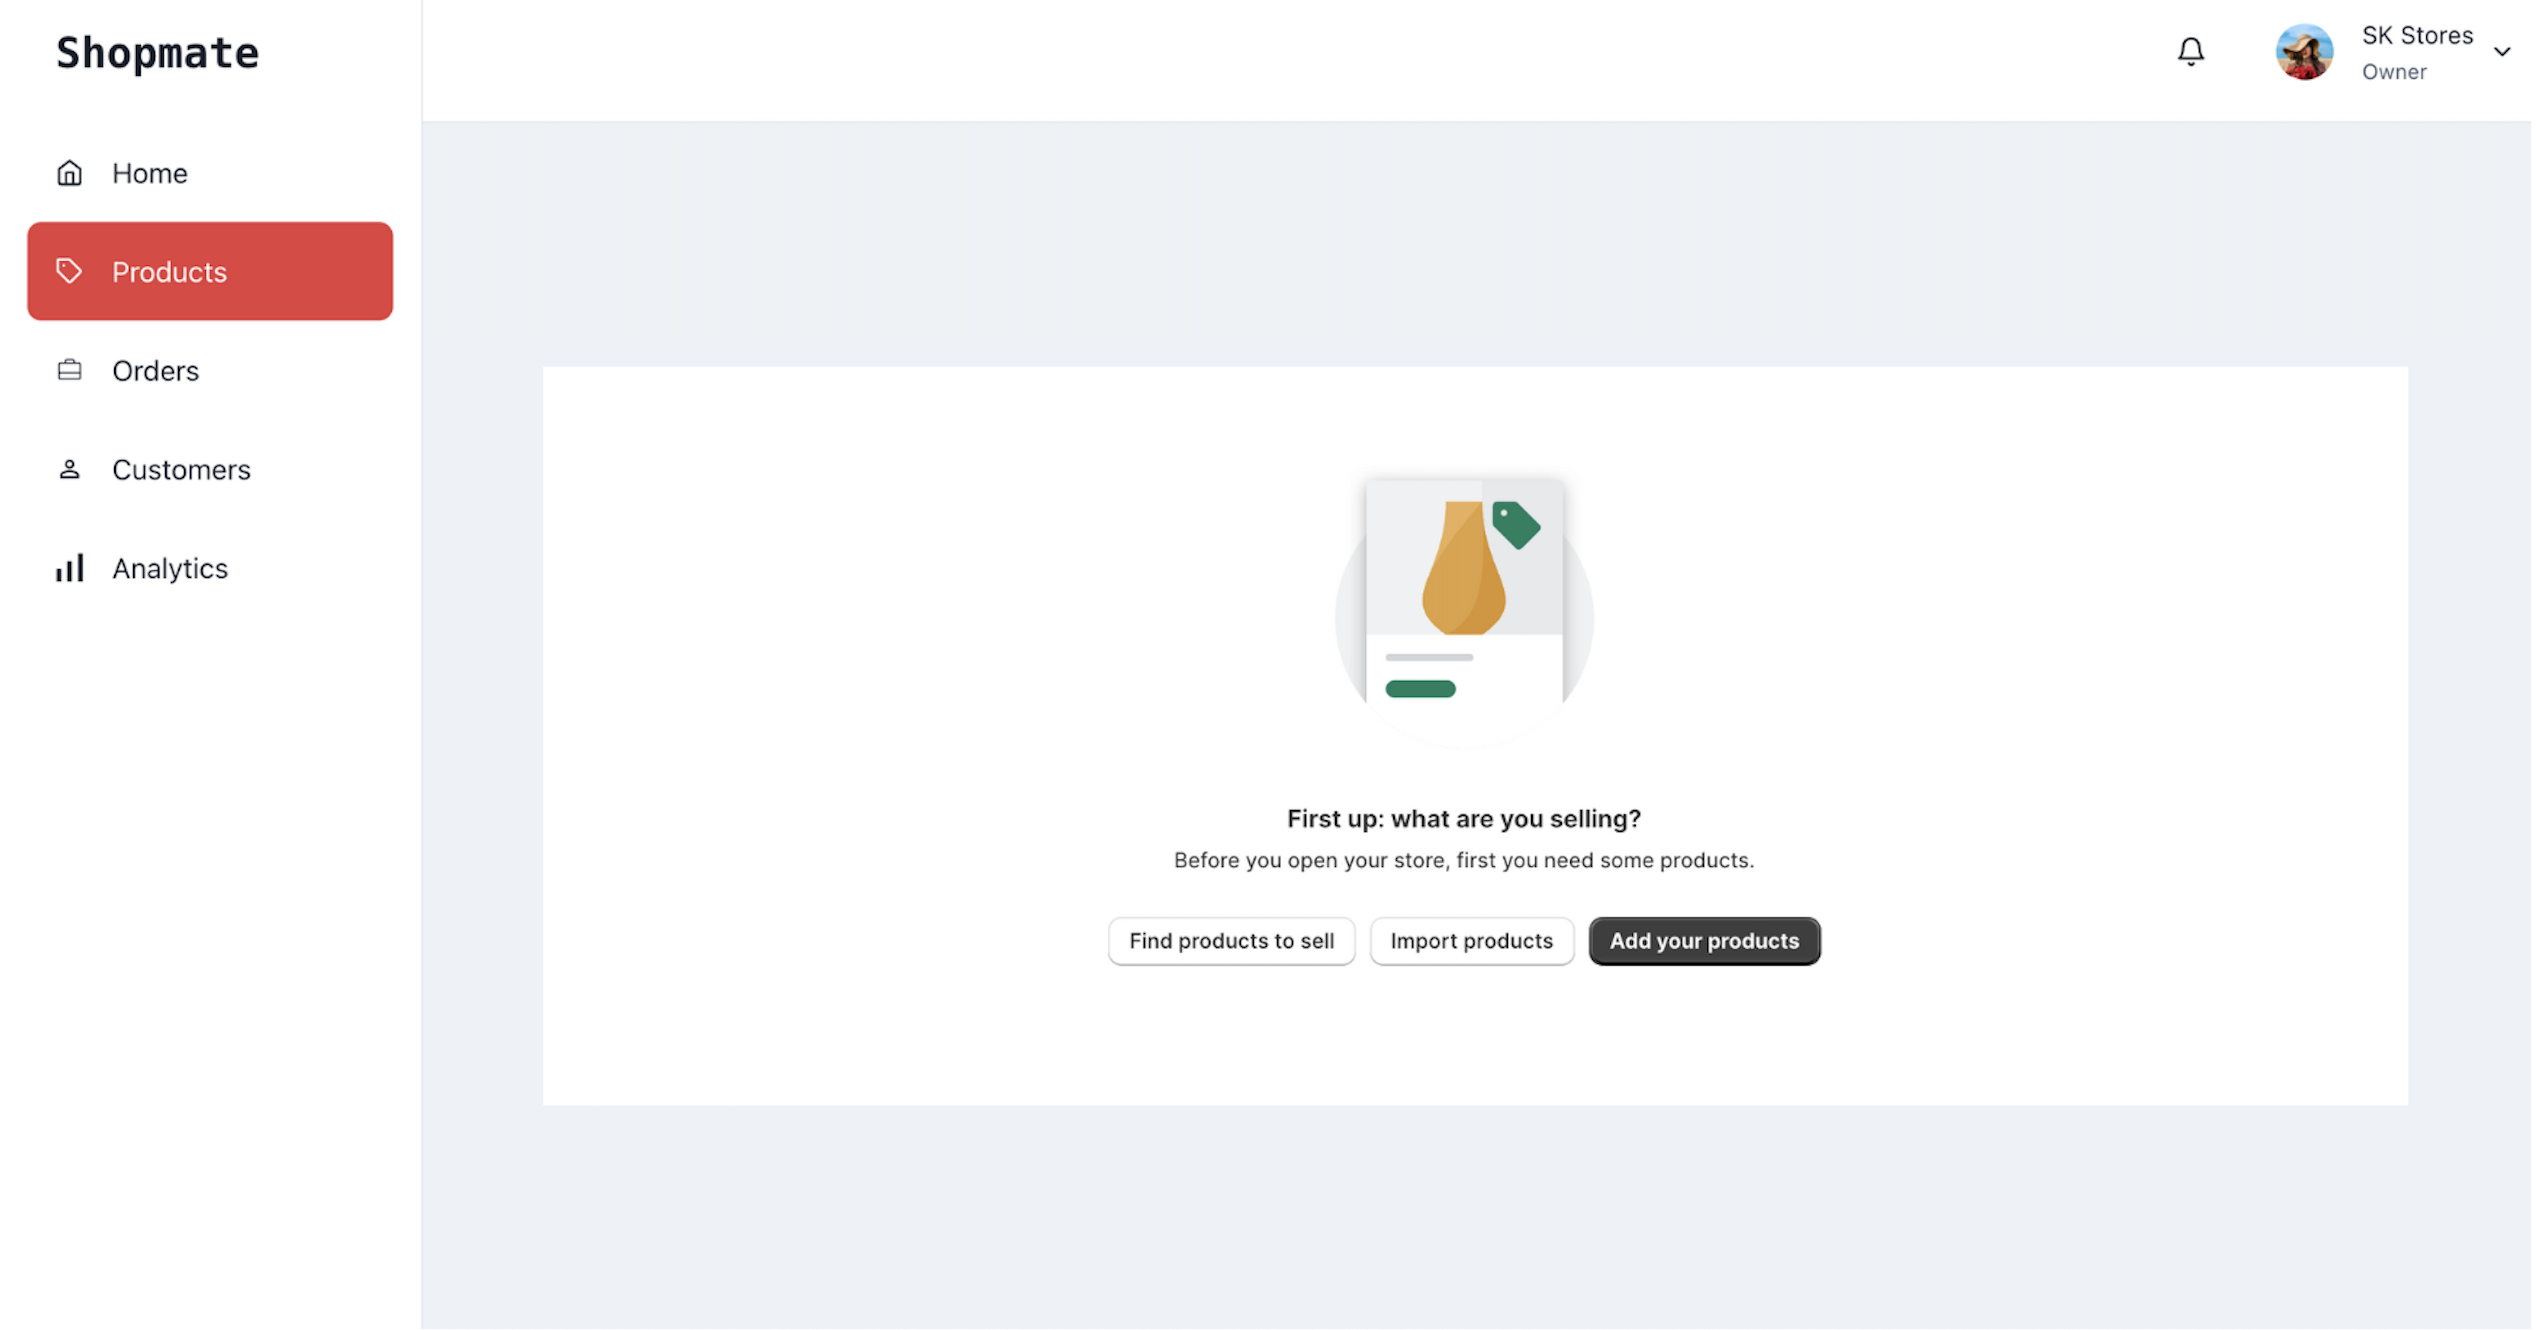 Shopmate
SK Stores
Owner
Home
Products
Orders
Customers
Analytics
First up: what are you selling?
Before you open your store, first you need some products.
Find products to sell
Import products
Add your products